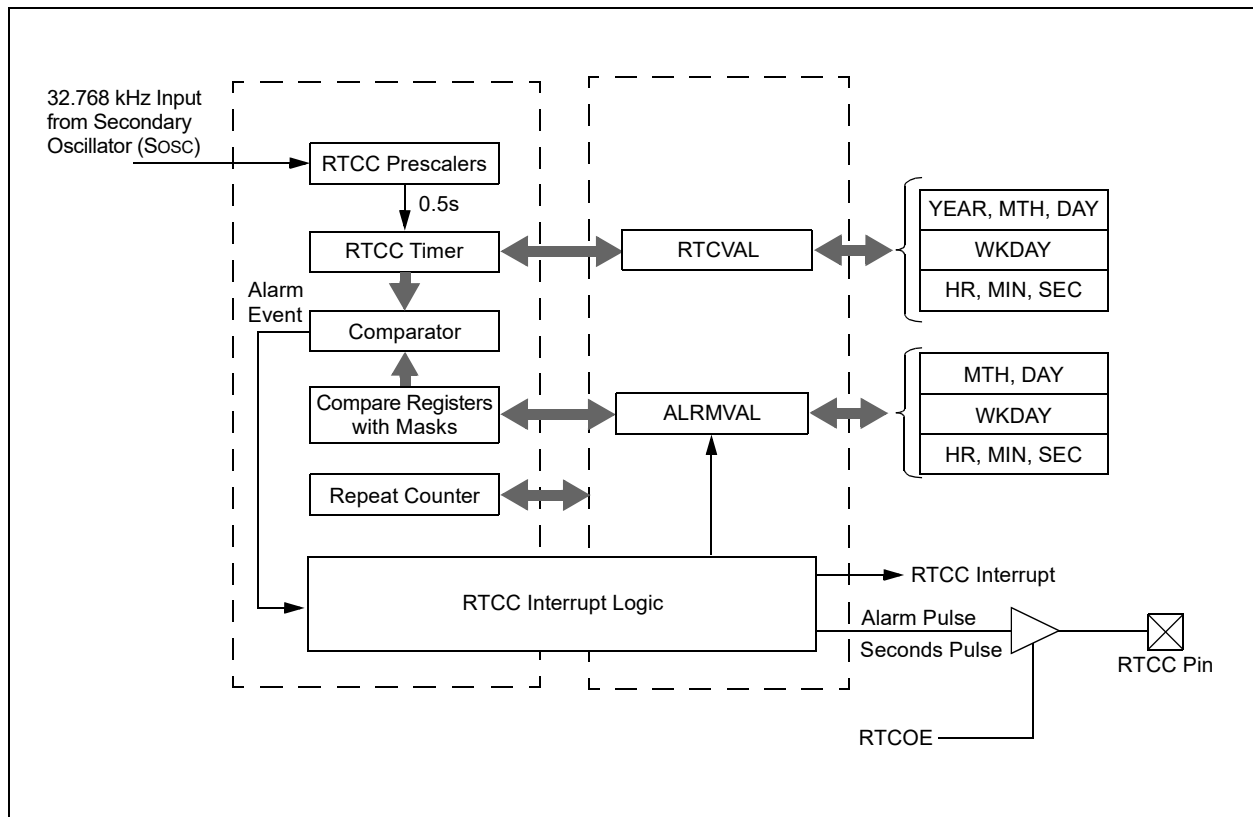 32.768 kHz Input
from Secondary
Oscillator (SOSC)
RTCC Prescalers
0.5s
RTCC Timer
RTCVAL
YEAR, MTH, DAY
WKDAY
HR, MIN, SEC
Alarm
Event
Comparator
Compare Registers
with Masks
ALRMVAL
MTH, DAY
WKDAY
HR, MIN, SEC
Repeat Counter
RTCC Interrupt Logic
RTCC Interrupt
Alarm Pulse
Seconds Pulse
RTCC Pin
RTCOE